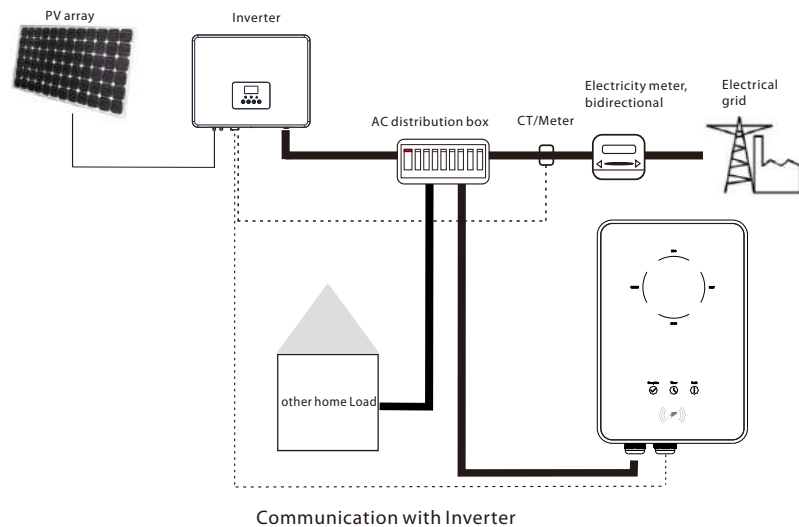 PV array
Inverter
Electricity meter,
bidirectional
Electrical
grid
AC distribution box
CT/Meter
other home Load
Communication with Inverter